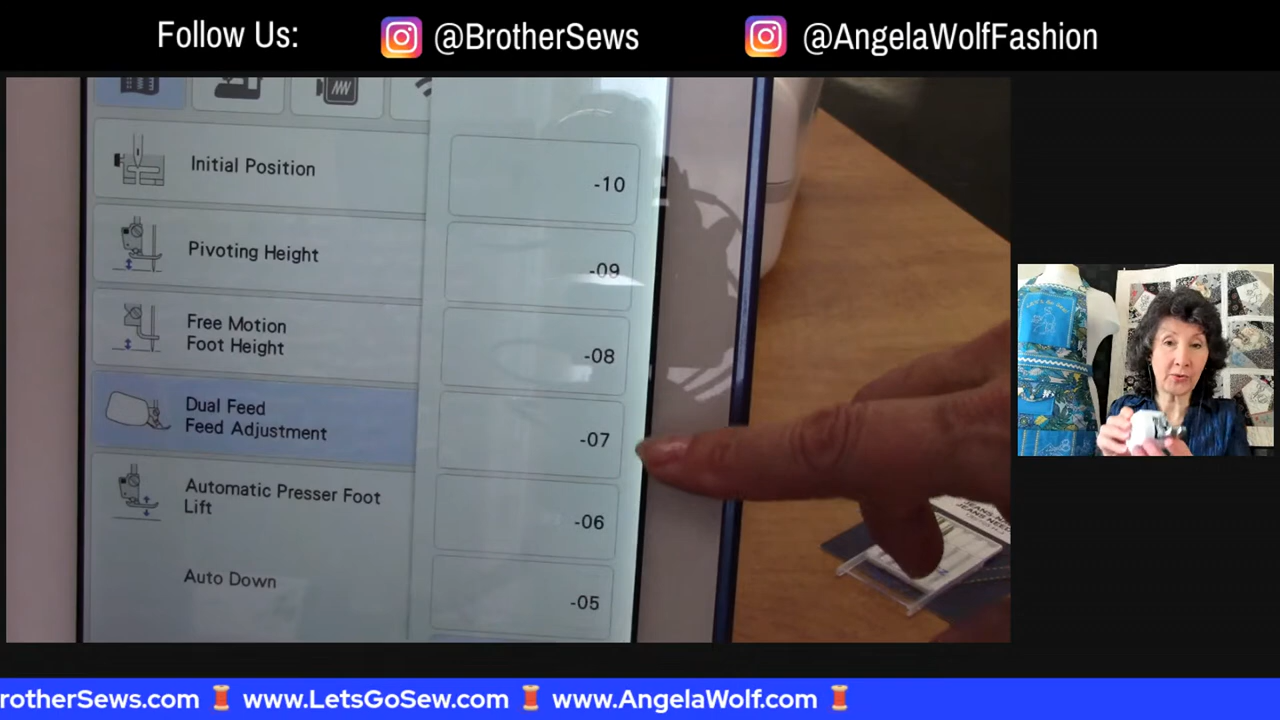 Follow Us:
@BrotherSews
@AngelaWolfFashion
Initial Position
Pivoting Height
Free Motion
Foot Height
Dual Feed
Feed Adjustment
Automatic Presser Foot
Lift
Auto Down
-10
-09
-08
-07
-06
-05
rotherSews.com www.LetsGoSew.com www.AngelaWolf.com